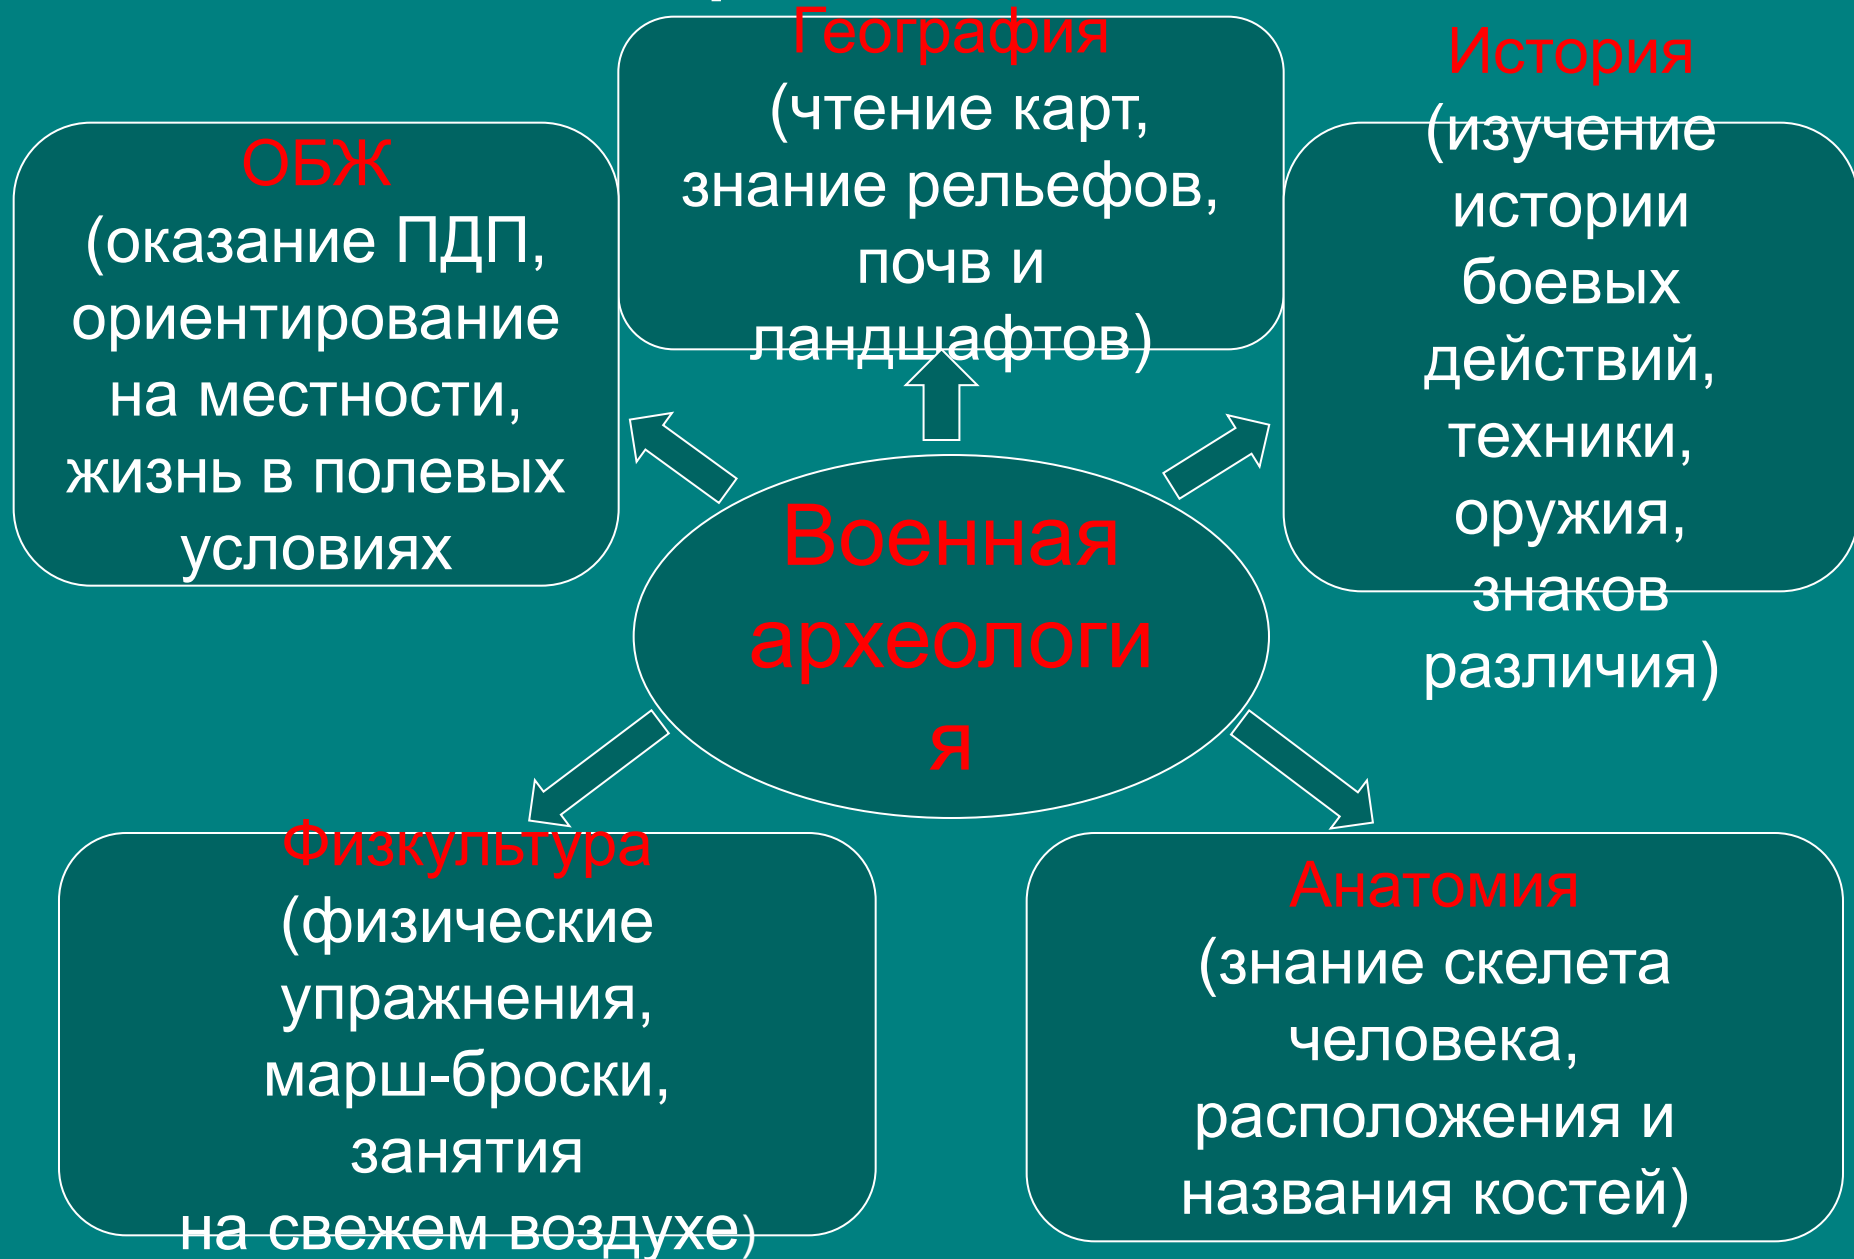 География
(чтение карт,
знание рельефов,
почв и
ландшафтов)
История
(изучение
истории
боевых
действий,
техники,
оружия,
знаков
различия)
ОБЖ
(оказание ПДП,
ориентирование
на местности,
жизнь в полевых
условиях
Военная
археологи
я
Физкультура
(физические
упражнения,
марш-броски,
занятия
на свежем воздухе)
Анатомия
(знание скелета
человека,
расположения и
названия костей)